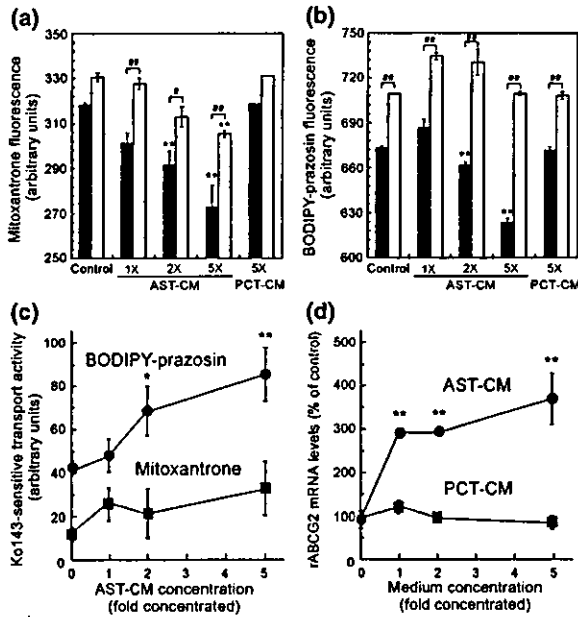 (a)
Mitoxantrone fluorescence
(arbitrary units)
350
330
310
290
270
250
##
#
##
**
**
**
Control
1X
2X
5X
5X
AST-CM
PCT-CM
(b)
BODIPY-prazosin fluorescence
(arbitrary units)
750
720
690
660
630
600
##
##
##
##
##
**
**
Control
1X
2X
5X
5X
AST-CM
PCT-CM
(c)
Ko143-sensitive transport activity
(arbitrary units)
100
80
60
40
20
0
BODIPY-prazosin
Mitoxantrone
*
**
0 1 2 3 4 5
AST-CM concentration
(fold concentrated)
(d)
rABCG2 mRNA levels (% of control)
500
400
300
200
100
0
AST-CM
PCT-CM
**
**
**
0 1 2 3 4 5
Medium concentration
(fold concentrated)